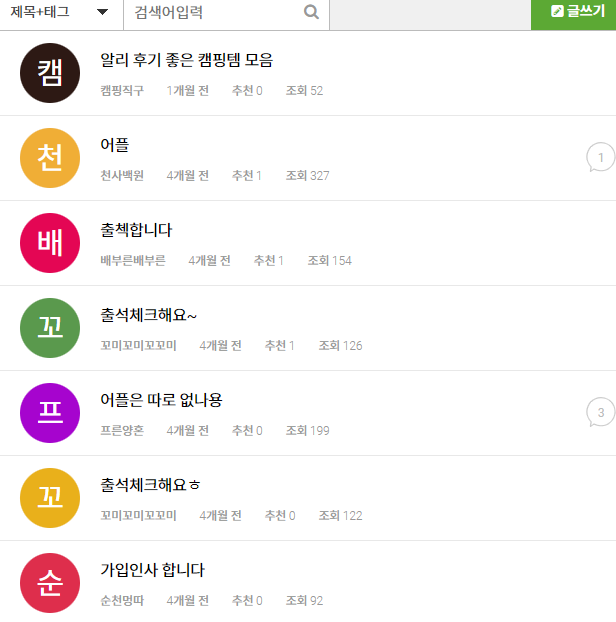 제목+태그 검색어입력 글쓰기
캠
알리 후기 좋은 캠핑템 모음
캠핑직구 1개월 전 추천 0 조회 52
천
어플
천사백원 4개월 전 추천 1 조회 327
1
배
출첵합니다
배부른배부른 4개월 전 추천 1 조회 154
꼬
출석체크해요~
꼬미꼬미꼬꼬미 4개월 전 추천 1 조회 126
프
어플은 따로 없나용
프른양흔 4개월 전 추천 0 조회 199
3
꼬
출석체크해요ㅎ
꼬미꼬미꼬꼬미 4개월 전 추천 0 조회 122
순
가입인사 합니다
순천멍따 4개월 전 추천 0 조회 92